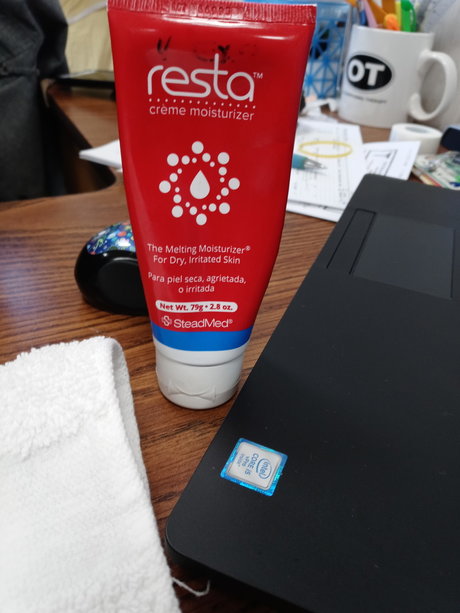 resta™
crème moisturizer
The Melting Moisturizer®
For Dry, Irritated Skin
Para piel seca, agrietada,
o irritada
Net Wt. 79g • 2.8 oz.
SteadMed®
OT
intel
CORE i5
vPro